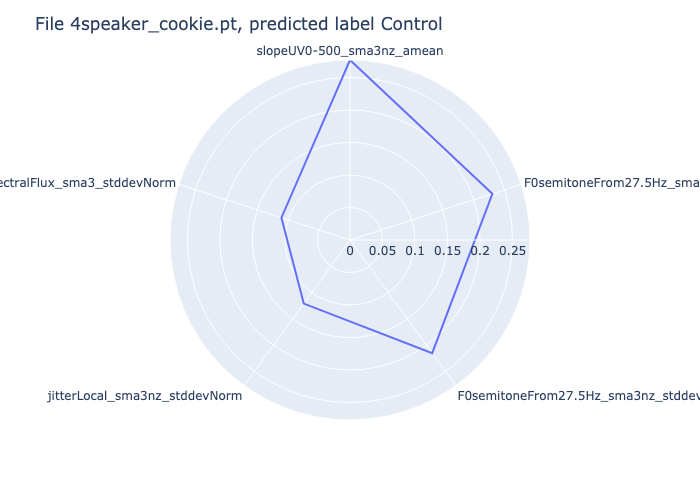 File 4speaker_cookie.pt, predicted label Control
slopeUV0-500_sma3nz_amean
ectralFlux_sma3_stddevNorm
F0semitoneFrom27.5Hz_sma
0 0.05 0.1 0.15 0.2 0.25
jitterLocal_sma3nz_stddevNorm
F0semitoneFrom27.5Hz_sma3nz_stddev